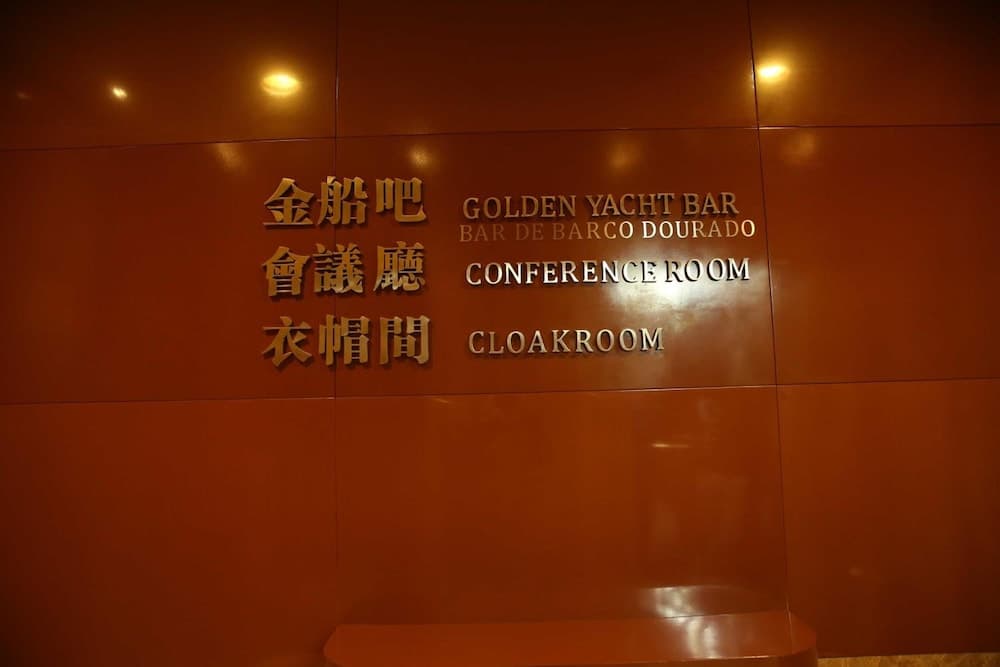 金船吧 GOLDEN YACHT BAR
BAR DE BARCO DOURADO
會議廳 CONFERENCE ROOM
衣帽間 CLOAKROOM